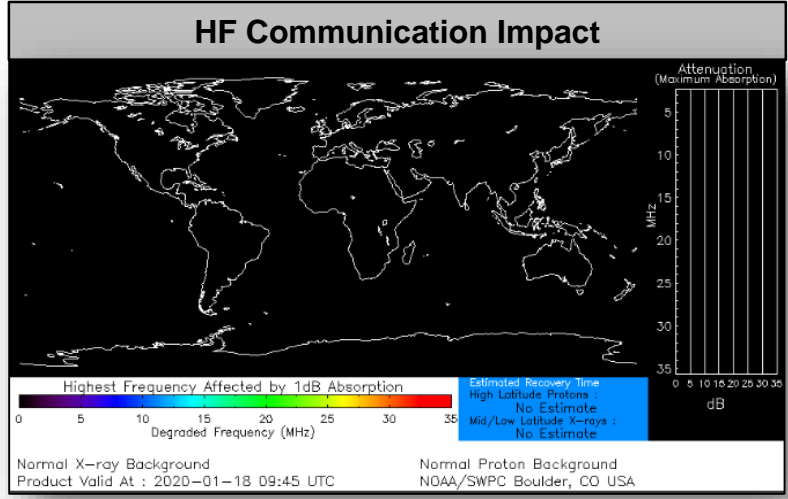 HF Communication Impact
Attenuation
(Maximum Absorption)
5
10
15
MHz
20
25
30
35
0 5 10 15 20 25 30 35
dB
Highest Frequency Affected by 1dB Absorption
0 5 10 15 20 25 30 35
Degraded Frequency (MHz)
Estimated Recovery Time
High Latitude Protons :
No Estimate
Mid/Low Latitude X-rays :
No Estimate
Normal X-ray Background
Normal Proton Background
Product Valid At : 2020-01-18 09:45 UTC
NOAA/SWPC Boulder, CO USA